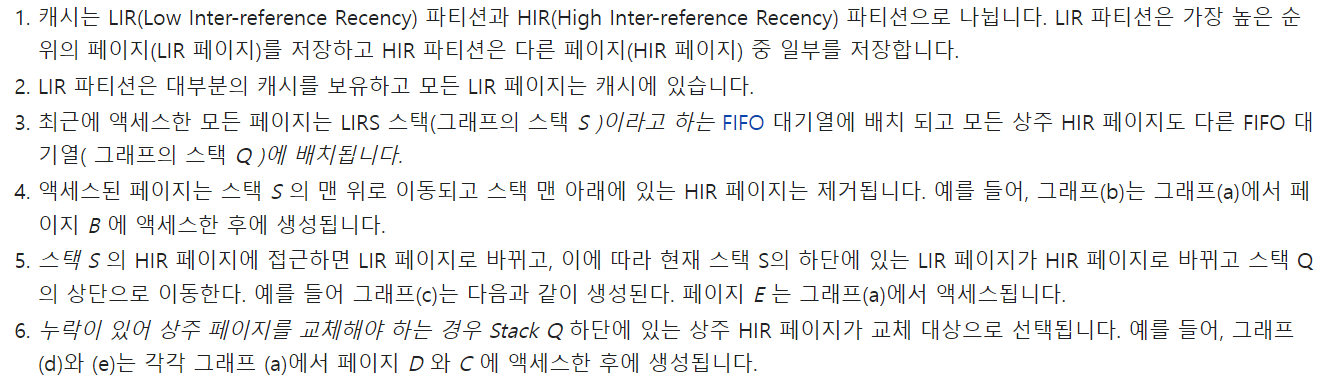 1. 캐시는 LIR(Low Inter-reference Recency) 파티션과 HIR(High Inter-reference Recency) 파티션으로 나뉩니다. LIR 파티션은 가장 높은 순
위의 페이지(LIR 페이지)를 저장하고 HIR 파티션은 다른 페이지(HIR 페이지) 중 일부를 저장합니다.
2. LIR 파티션은 대부분의 캐시를 보유하고 모든 LIR 페이지는 캐시에 있습니다.
3. 최근에 액세스한 모든 페이지는 LIRS 스택(그래프의 스택 S )이라고 하는 FIFO 대기열에 배치 되고 모든 상주 HIR 페이지도 다른 FIFO 대
기열( 그래프의 스택 Q )에 배치됩니다.
4. 액세스된 페이지는 스택 S 의 맨 위로 이동되고 스택 맨 아래에 있는 HIR 페이지는 제거됩니다. 예를 들어, 그래프(b)는 그래프(a)에서 페
이지 B 에 액세스한 후에 생성됩니다.
5. 스택 S 의 HIR 페이지에 접근하면 LIR 페이지로 바뀌고, 이에 따라 현재 스택 S의 하단에 있는 LIR 페이지가 HIR 페이지로 바뀌고 스택 Q
의 상단으로 이동한다. 예를 들어 그래프(c)는 다음과 같이 생성된다. 페이지 E 는 그래프(a)에서 액세스됩니다.
6. 누락이 있어 상주 페이지를 교체해야 하는 경우 Stack Q 하단에 있는 상주 HIR 페이지가 교체 대상으로 선택됩니다. 예를 들어, 그래프
(d)와 (e)는 각각 그래프 (a)에서 페이지 D 와 C 에 액세스한 후에 생성됩니다.